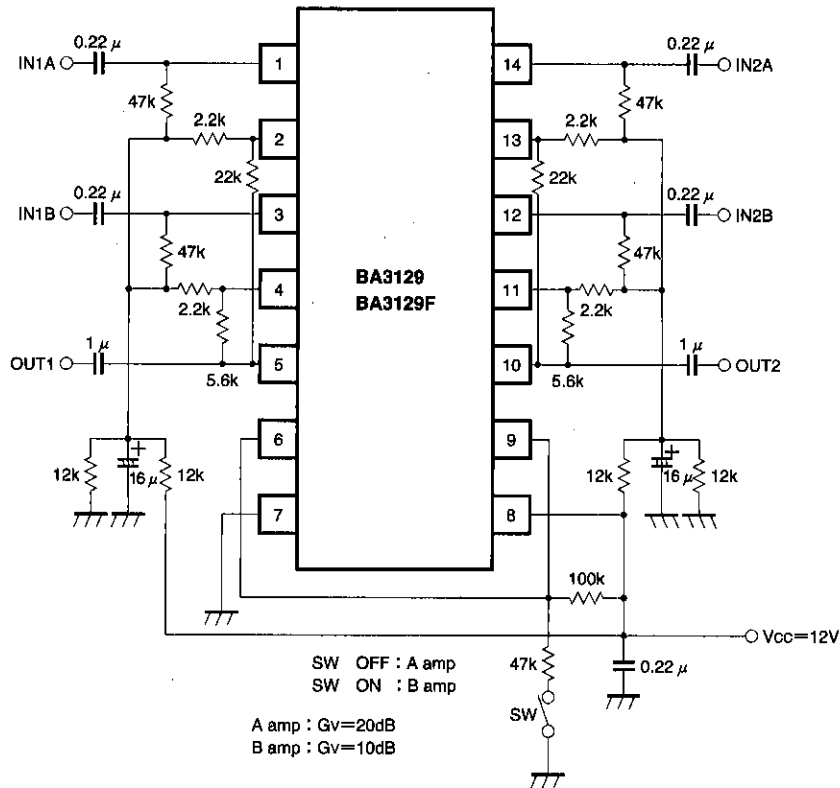 0.22 μ
0.22 μ
IN1A
1
14
IN2A
47k
47k
2.2k
2.2k
2
13
22k
22k
0.22 μ
0.22 μ
IN1B
3
12
IN2B
47k
47k
BA3129
BA3129F
4
11
2.2k
2.2k
1 μ
1 μ
OUT1
5
10
OUT2
5.6k
5.6k
6
9
+
+
12k
16 μ
12k
12k
16 μ
12k
7
8
100k
Vcc=12V
SW OFF : A amp
SW ON : B amp
47k
0.22 μ
SW
A amp : Gv=20dB
B amp : Gv=10dB